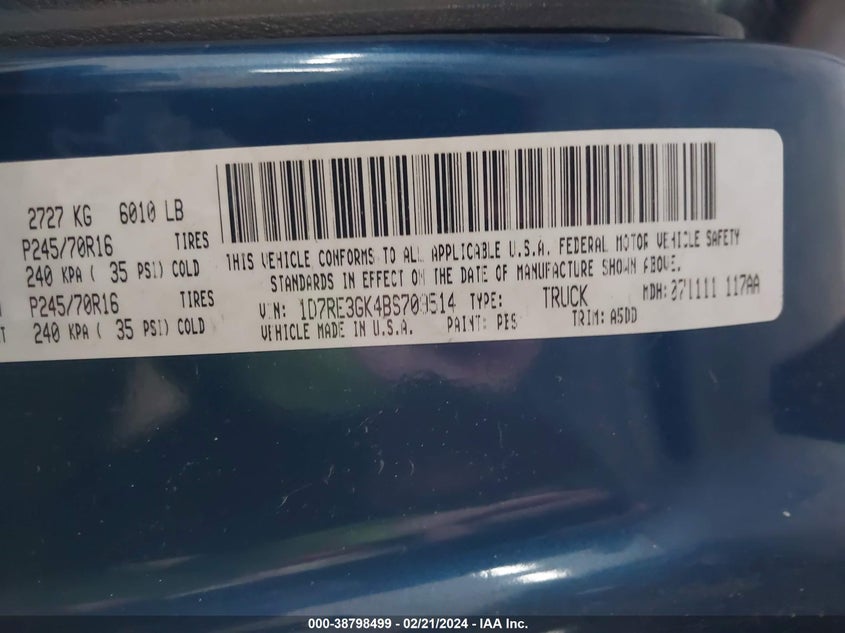 2727 KG 6010 LB
P245/70R16 TIRES
240 KPA ( 35 PSI) COLD
P245/70R16 TIRES
240 KPA ( 35 PSI) COLD
THIS VEHICLE CONFORMS TO ALL APPLICABLE U.S.A. FEDERAL MOTOR VEHICLE SAFETY
STANDARDS IN EFFECT ON THE DATE OF MANUFACTURE SHOWN ABOVE.
VIN: 1D7RE3GK4BS709514 TYPE: TRUCK MDH: 071111 117AA
VEHICLE MADE IN U.S.A. PAINT: PBS TRIM: A5DD
000-38798499 - 02/21/2024 - IAA Inc.